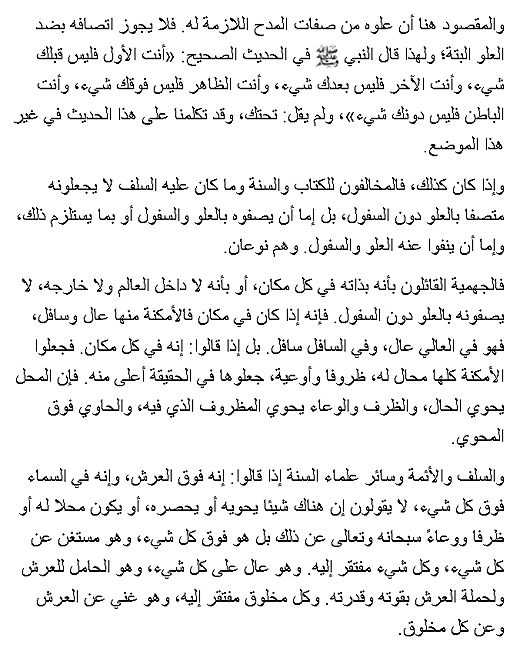 والمقصود هنا أن علوه من صفات المدح اللازمة له. فلا يجوز اتصافه بضد
العلو البتة؛ ولهذا قال النبي ﷺ في الحديث الصحيح: «أنت الأول فليس قبلك
شيء، وأنت الآخر فليس بعدك شيء، وأنت الظاهر فليس فوقك شيء، وأنت
الباطن فليس دونك شيء»، ولم يقل: تحتك، وقد تكلمنا على هذا الحديث في غير
هذا الموضع.
وإذا كان كذلك، فالمخالفون للكتاب والسنة وما كان عليه السلف لا يجعلونه
متصفا بالعلو دون السفول، بل إما أن يصفوه بالعلو والسفول أو بما يستلزم ذلك،
وإما أن ينفوا عنه العلو والسفول. وهم نوعان.
فالجهمية القائلون بأنه بذاته في كل مكان، أو بأنه لا داخل العالم ولا خارجه، لا
يصفونه بالعلو دون السفول. فإنه إذا كان في مكان فالأمكنة منها عال وسافل،
فهو في العالي عال، وفي السافل سافل. بل إذا قالوا: إنه في كل مكان. فجعلوا
الأمكنة كلها محال له، ظروفا وأوعية، جعلوها في الحقيقة أعلى منه. فإن المحل
يحوي الحال، والظرف والوعاء يحوي المظروف الذي فيه، والحاوي فوق
المحوي.
والسلف والأئمة وسائر علماء السنة إذا قالوا: إنه فوق العرش، وإنه في السماء
فوق كل شيء، لا يقولون إن هناك شيئا يحويه أو يحصره، أو يكون محلا له أو
ظرفا ووعاءً سبحانه وتعالى عن ذلك بل هو فوق كل شيء، وهو مستغن عن
كل شيء، وكل شيء مفتقر إليه. وهو عال على كل شيء، وهو الحامل للعرش
ولحملة العرش بقوته وقدرته. وكل مخلوق مفتقر إليه، وهو غني عن العرش
وعن كل مخلوق.